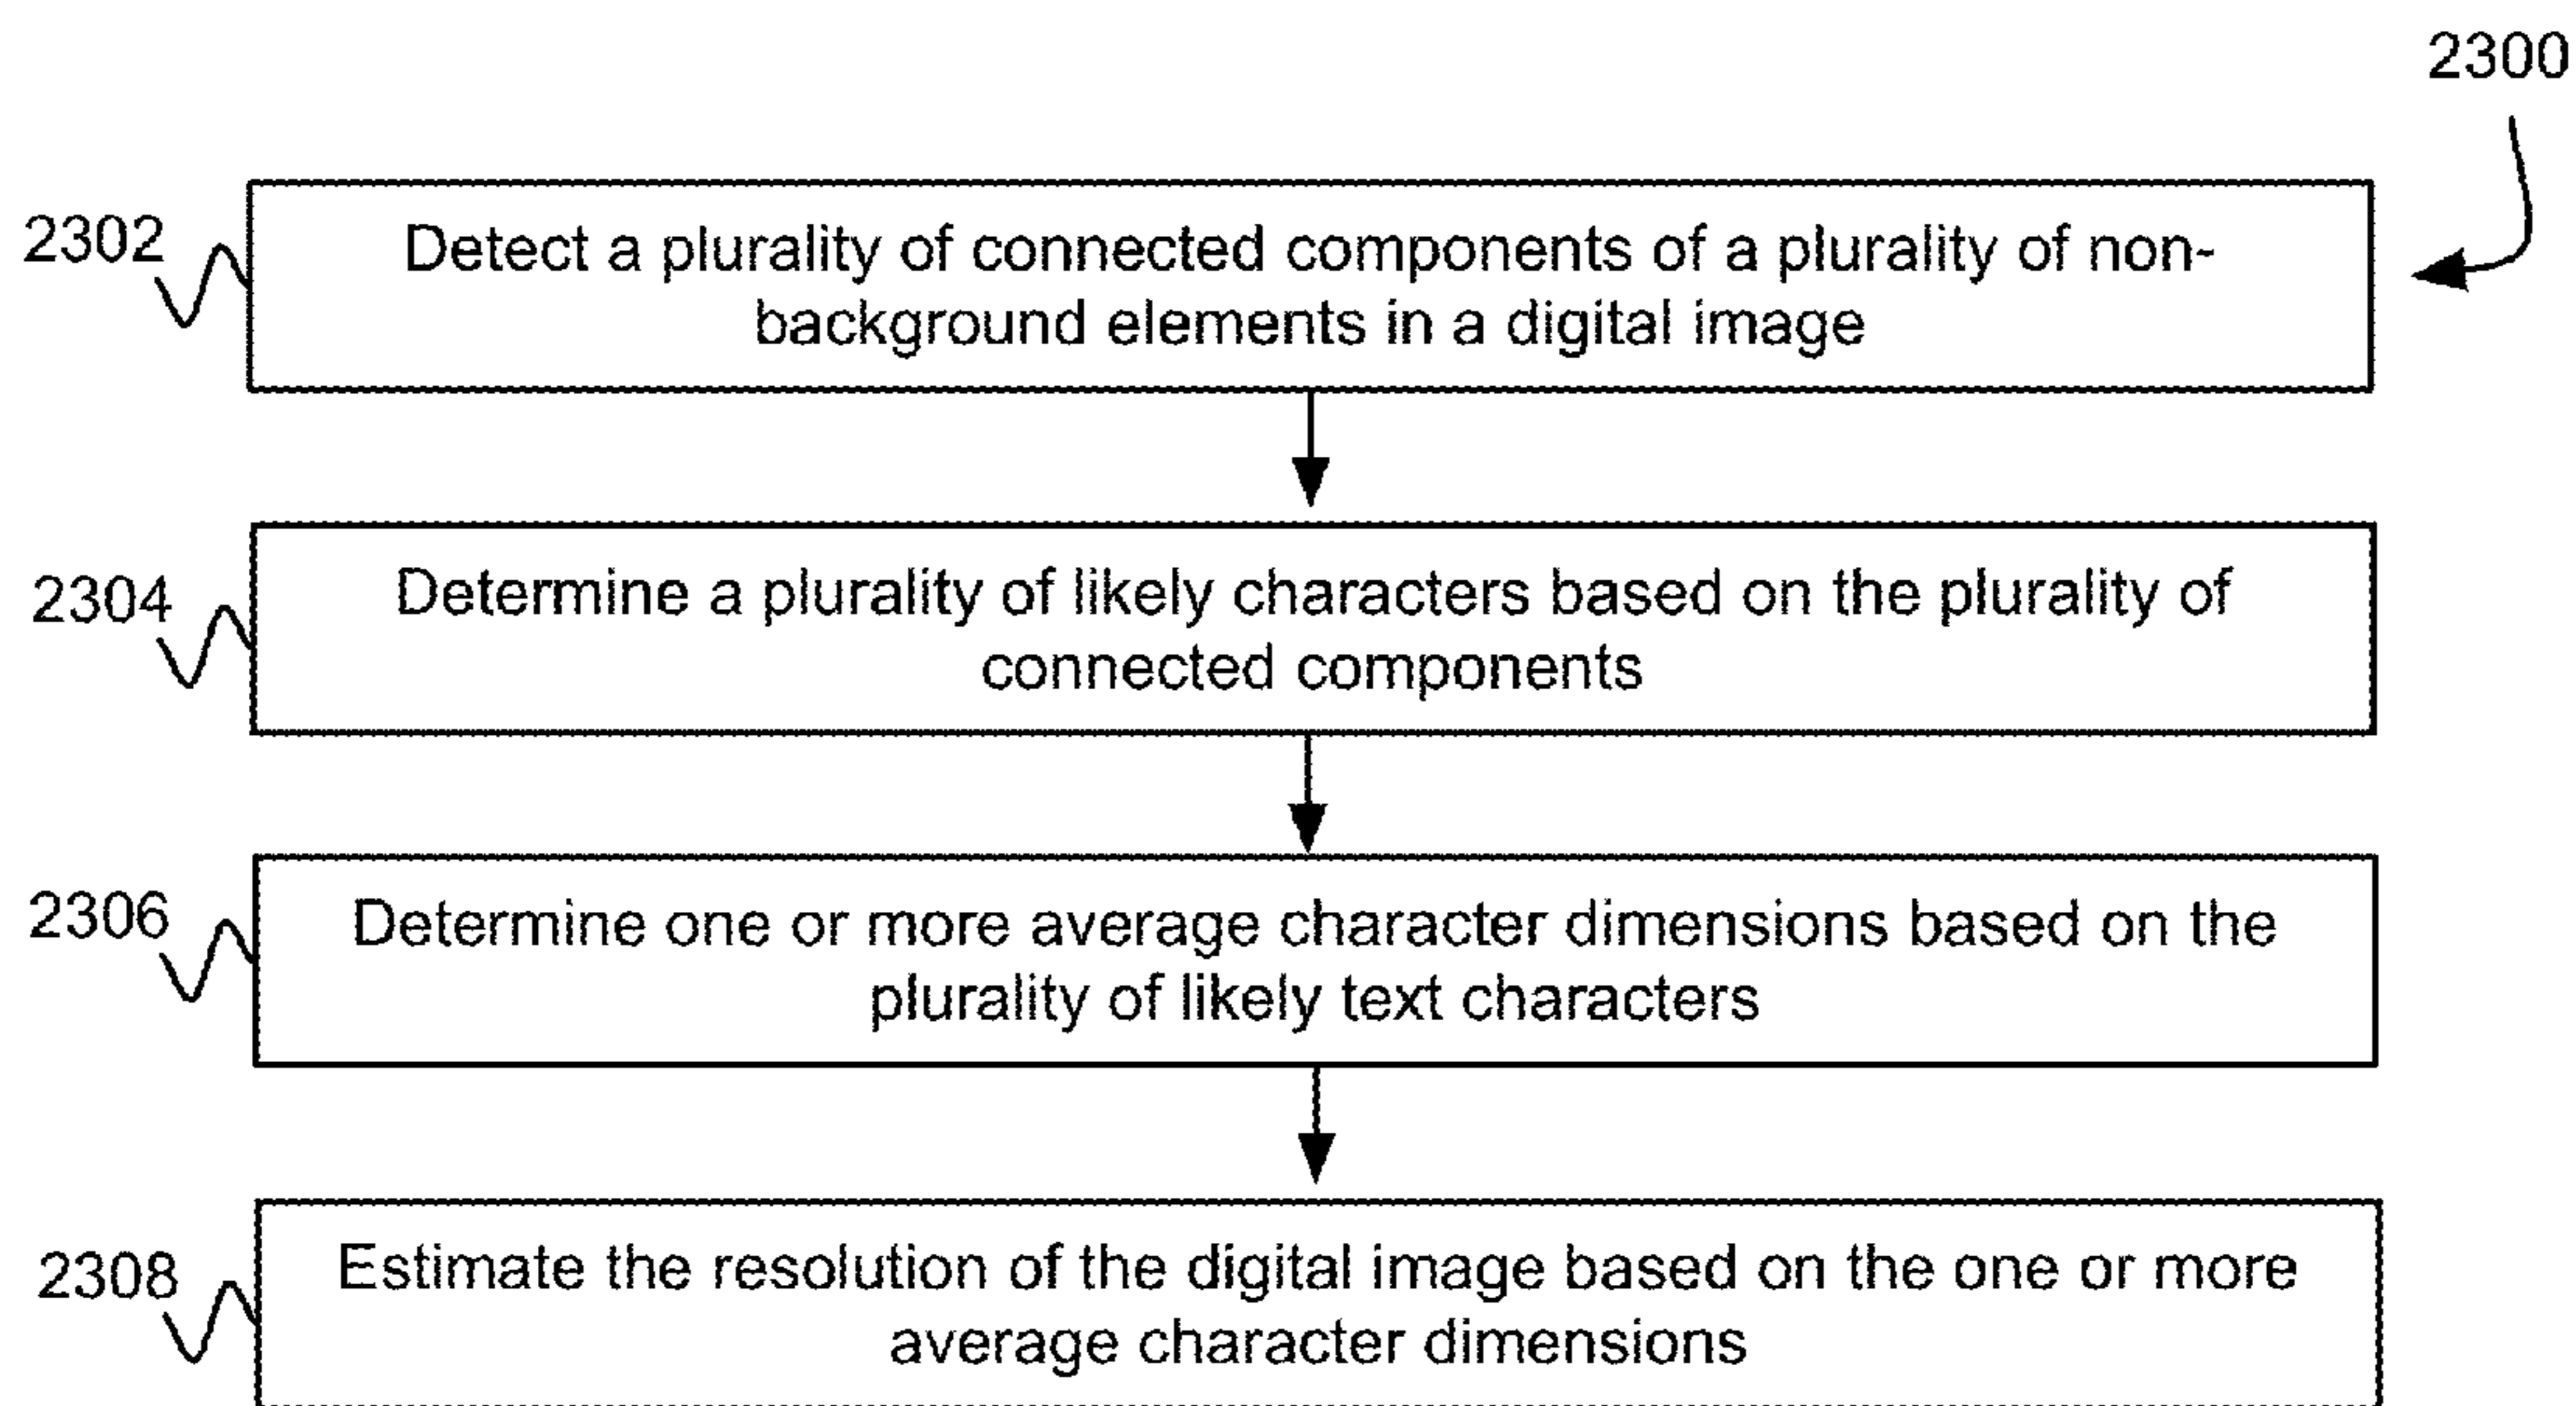 2300
2302
Detect a plurality of connected components of a plurality of non-
background elements in a digital image
2304
Determine a plurality of likely characters based on the plurality of
connected components
2306
Determine one or more average character dimensions based on the
plurality of likely text characters
2308
Estimate the resolution of the digital image based on the one or more
average character dimensions